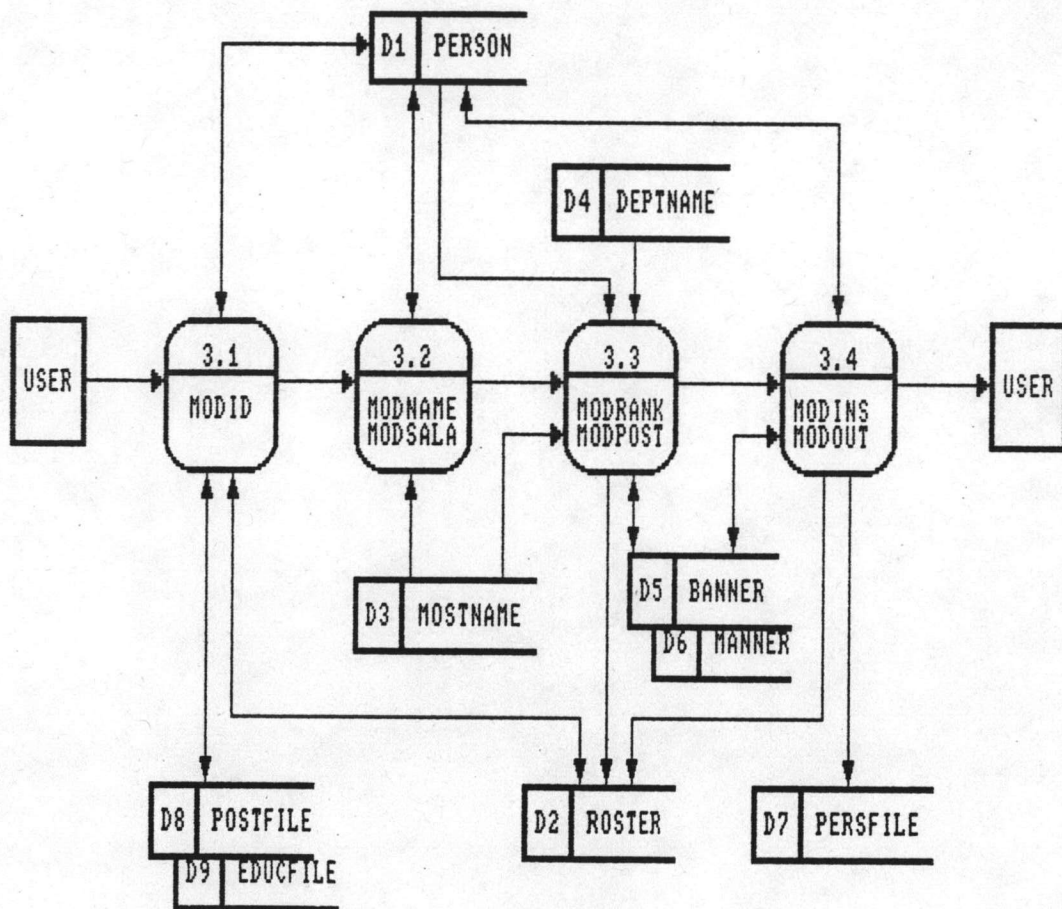 D1 PERSON
D4 DEPTNAME
USER
3.1
MODID
3.2
MODNAME
MODSALA
3.3
MODRANK
MODPOST
3.4
MODINS
MODOUT
USER
D3 MOSTNAME
D5 BANNER
D6 MANNER
D8 POSTFILE
D9 EDUCFILE
D2 ROSTER
D7 PERSFILE